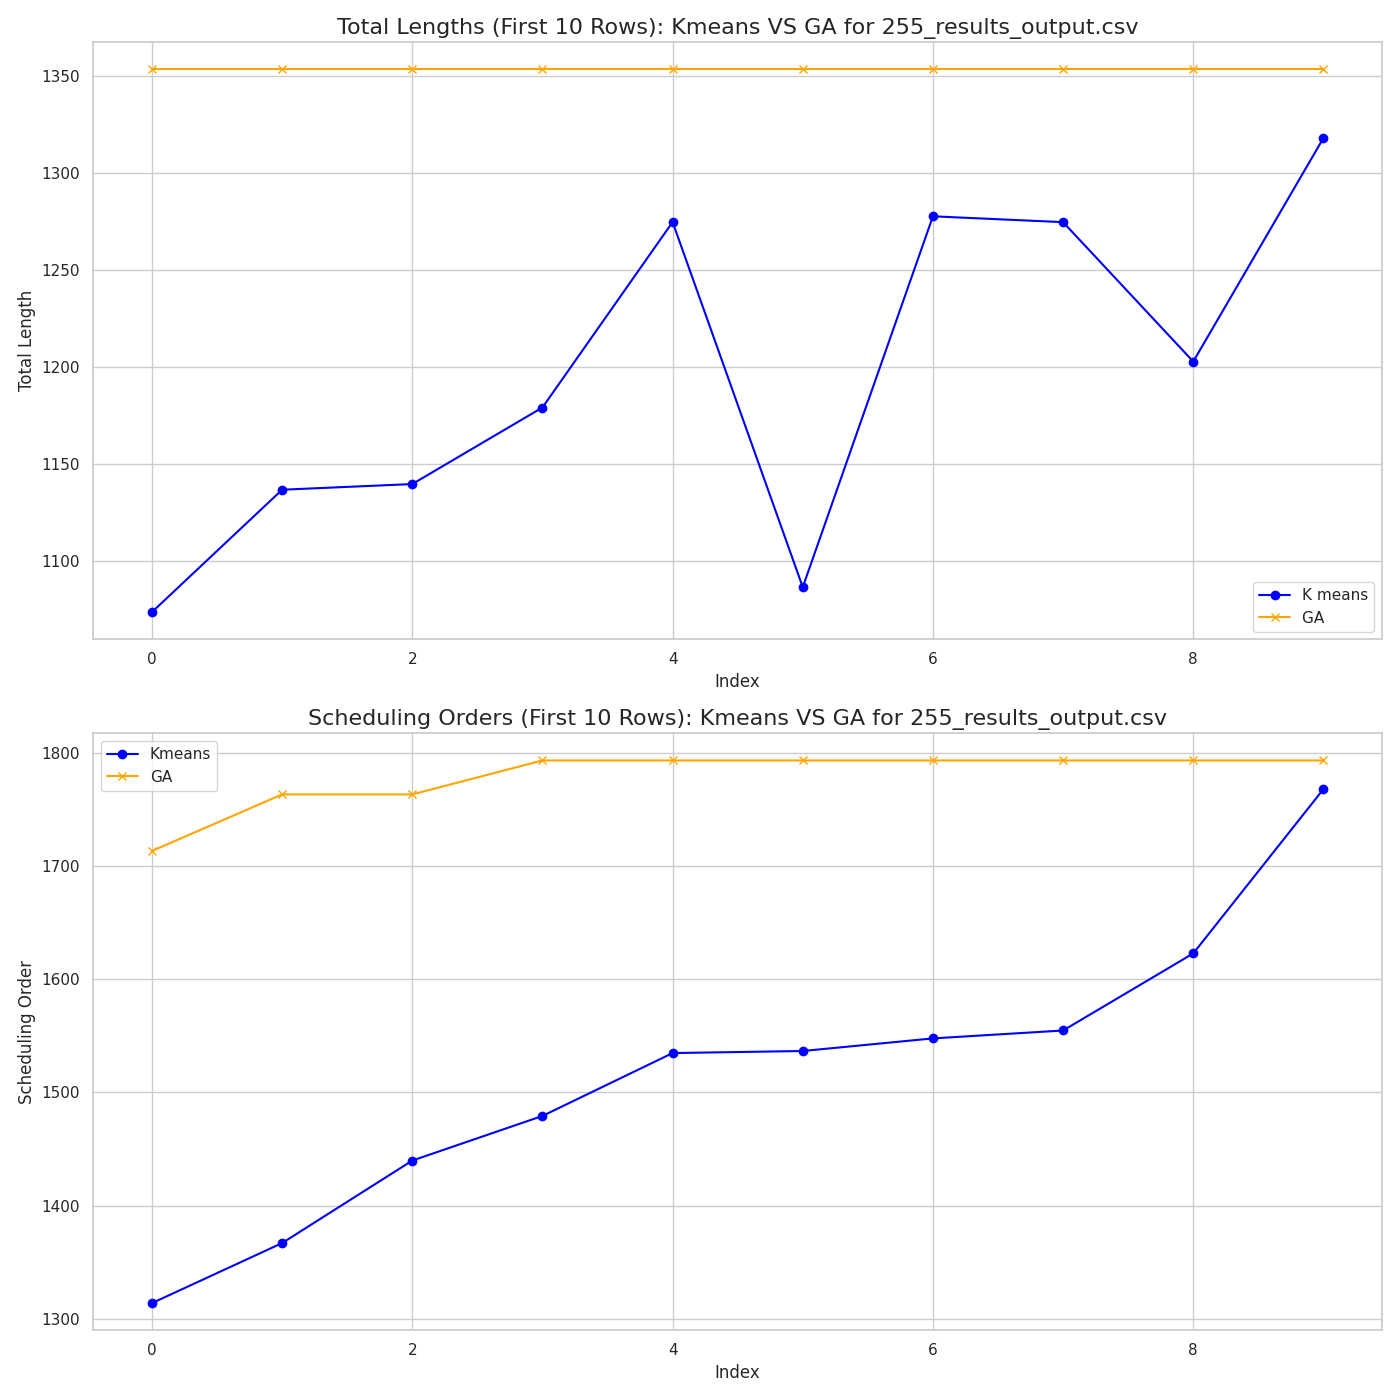 Total Lengths (First 10 Rows): Kmeans VS GA for 255_results_output.csv
1350
1300
1250
1200
1150
1100
Total Length
K means
GA
0 2 4 6 8
Index
Scheduling Orders (First 10 Rows): Kmeans VS GA for 255_results_output.csv
Kmeans
GA
1800
1700
1600
1500
1400
1300
Scheduling Order
0 2 4 6 8
Index